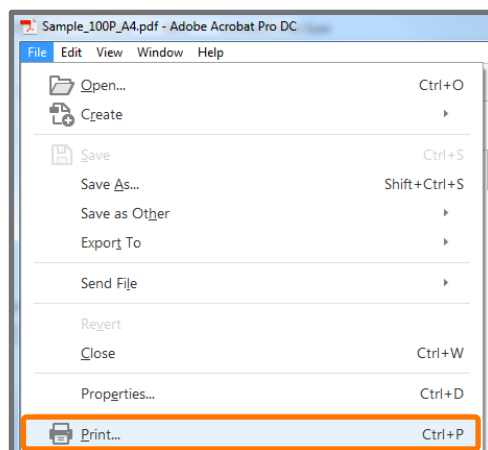 Sample_100P_A4.pdf - Adobe Acrobat Pro DC
File Edit View Window Help
Open... Ctrl+O
Create
Save Ctrl+S
Save As... Shift+Ctrl+S
Save as Other
Export To
Send File
Revert
Close Ctrl+W
Properties... Ctrl+D
Print... Ctrl+P